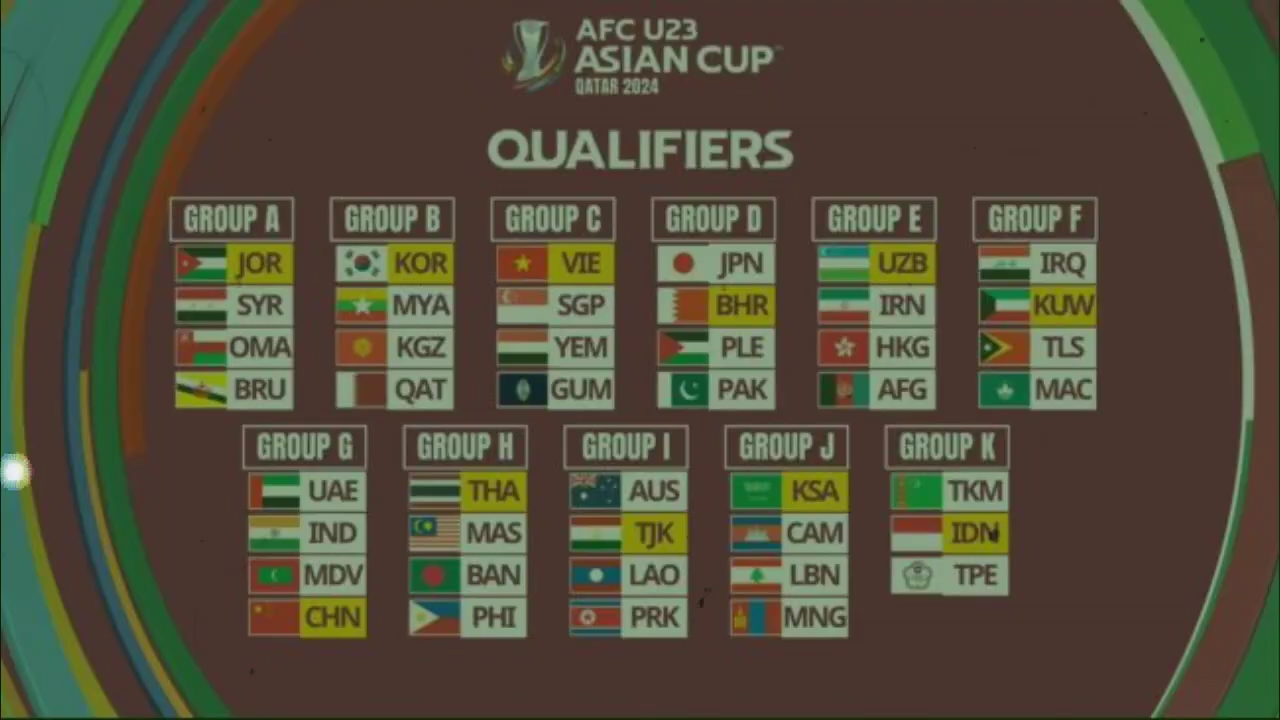 AFC U23
ASIAN CUP™
QATAR 2024
QUALIFIERS
GROUP A
JOR
SYR
OMA
BRU
GROUP B
KOR
MYA
KGZ
QAT
GROUP C
VIE
SGP
YEM
GUM
GROUP D
JPN
BHR
PLE
PAK
GROUP E
UZB
IRN
HKG
AFG
GROUP F
IRQ
KUW
TLS
MAC
GROUP G
UAE
IND
MDV
CHN
GROUP H
THA
MAS
BAN
PHI
GROUP I
AUS
TJK
LAO
PRK
GROUP J
KSA
CAM
LBN
MNG
GROUP K
TKM
IDN
TPE